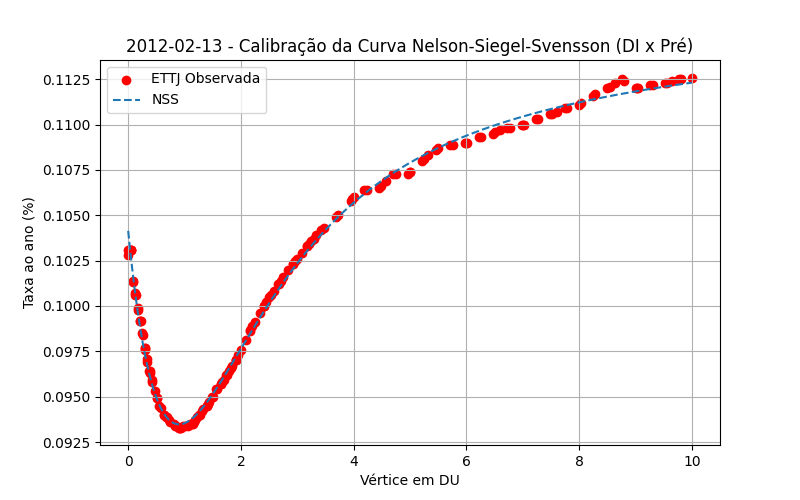 2012-02-13 - Calibração da Curva Nelson-Siegel-Svensson (DI x Pré)
ETTJ Observada
NSS
Taxa ao ano (%)
0.1125
0.1100
0.1075
0.1050
0.1025
0.1000
0.0975
0.0950
0.0925
0 2 4 6 8 10
Vértice em DU